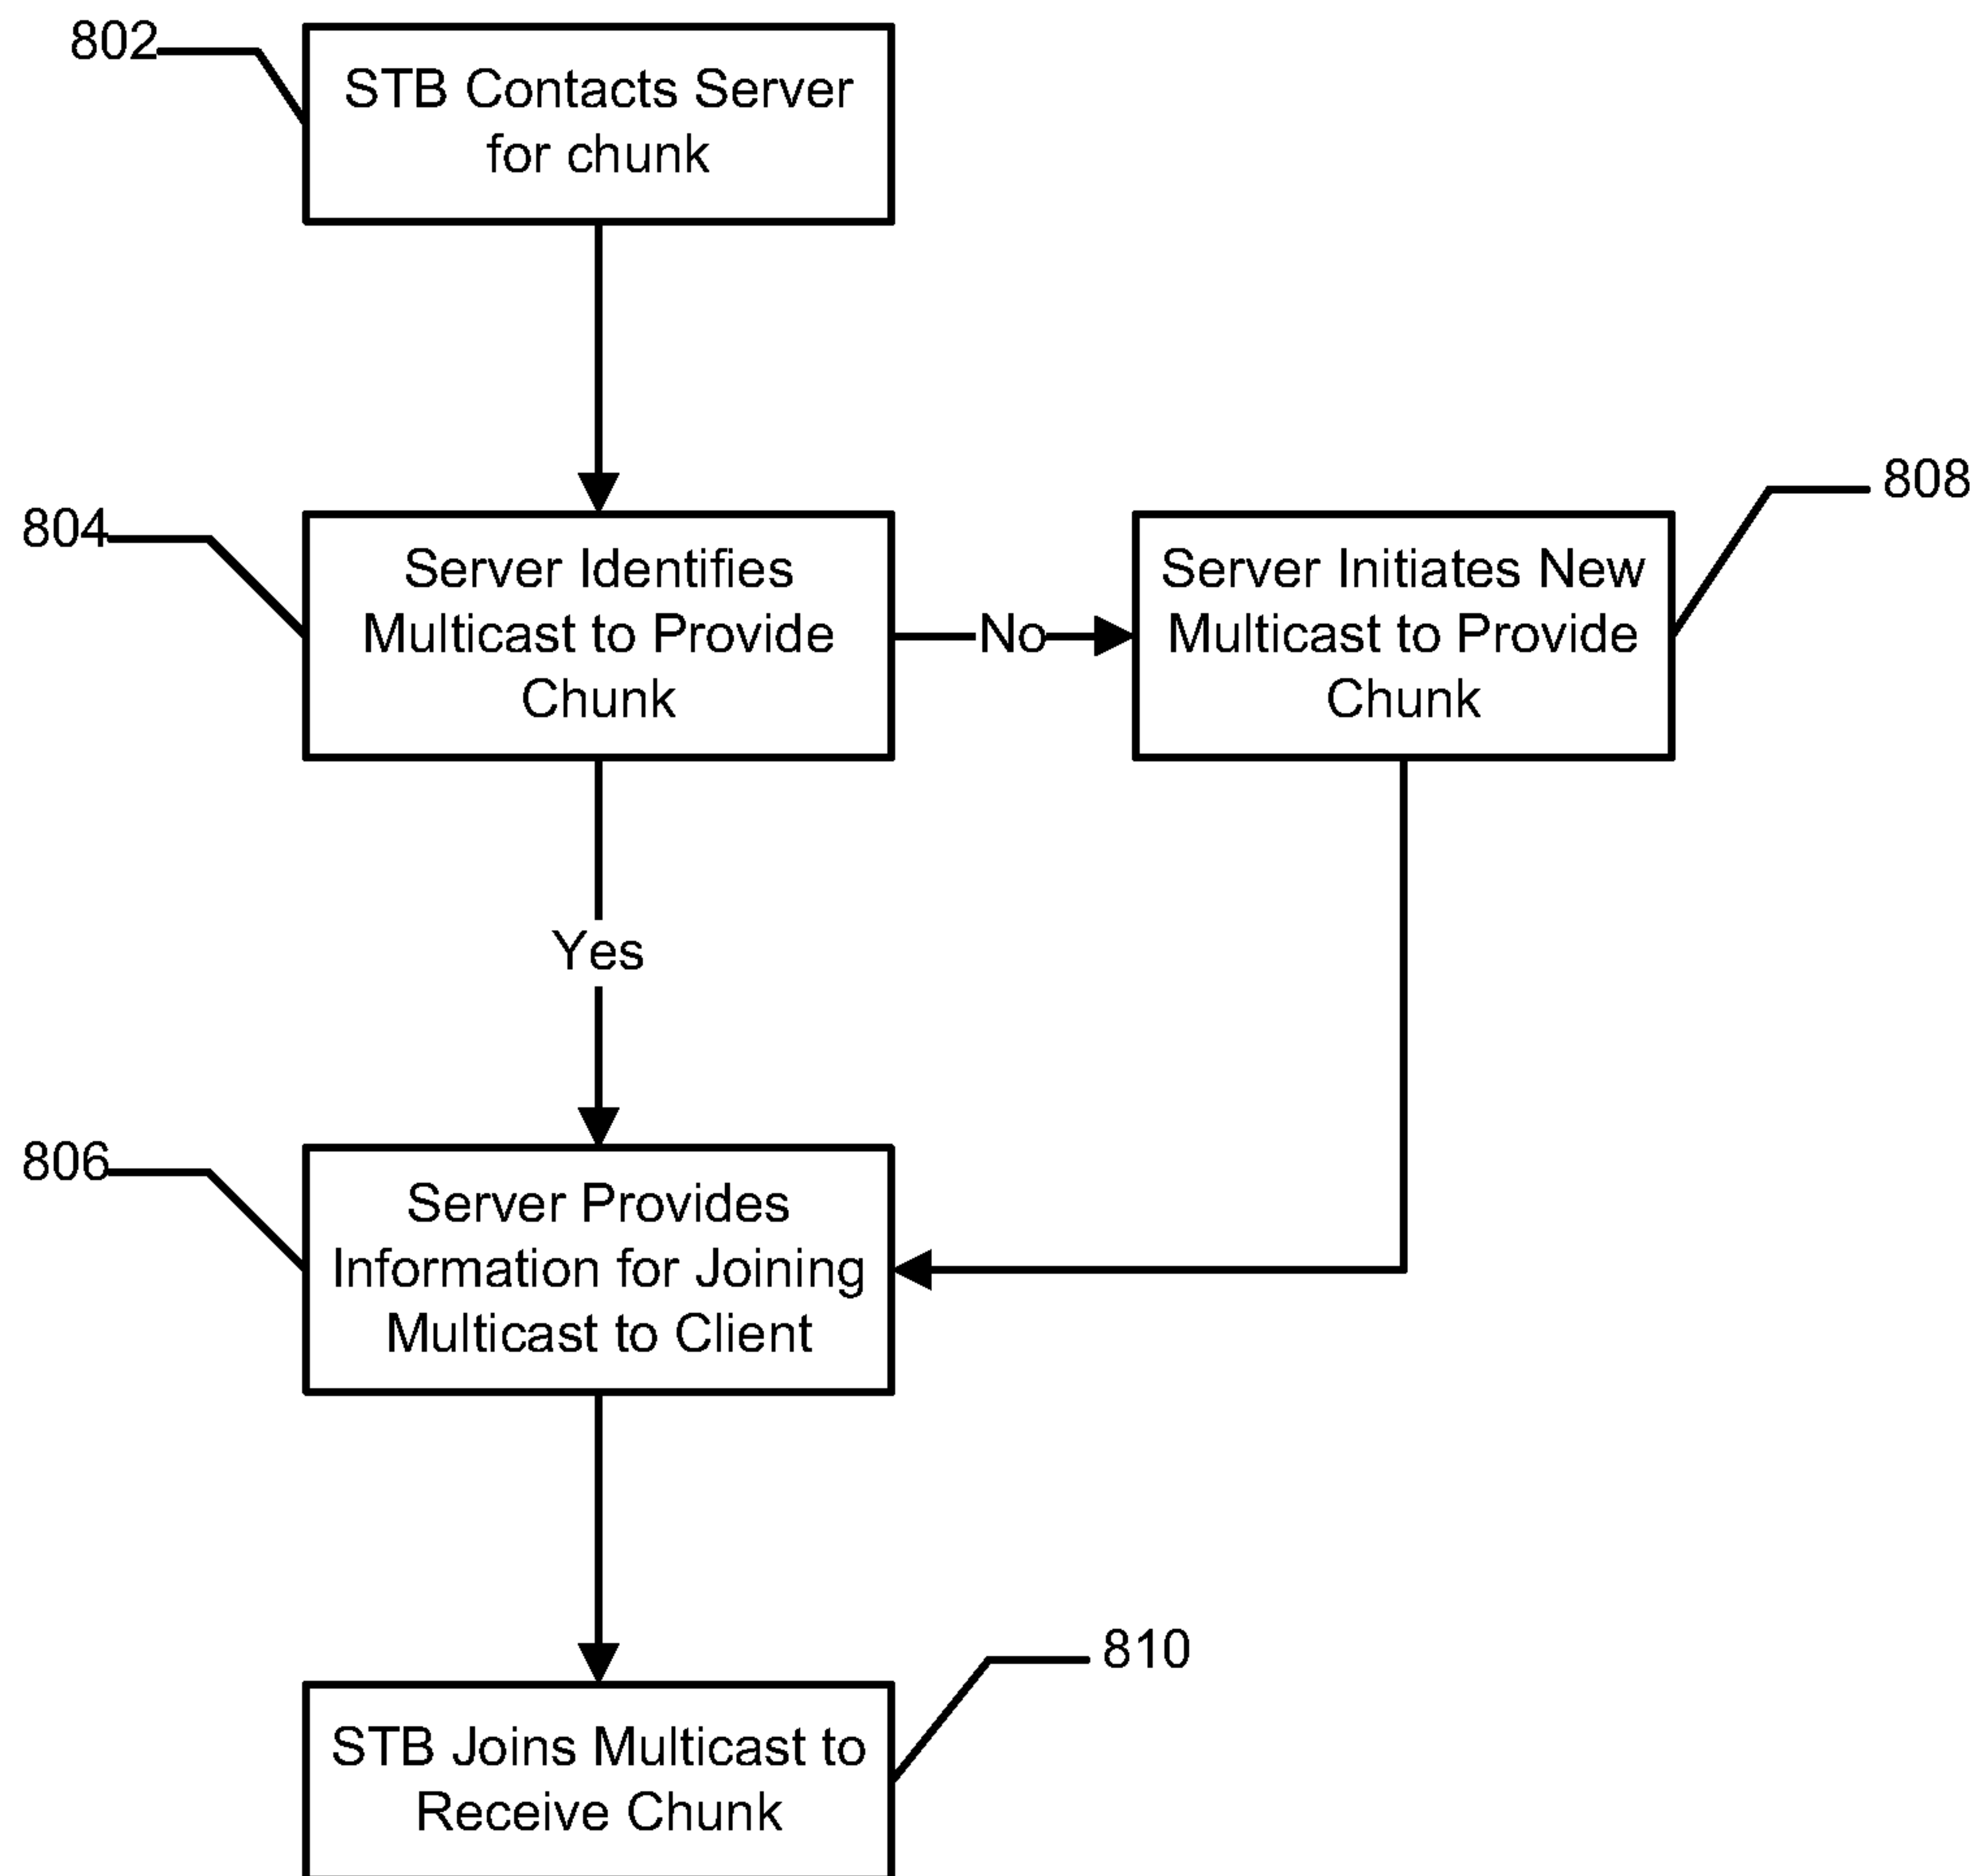 802
STB Contacts Server
for chunk
804
Server Identifies
Multicast to Provide
Chunk
No
808
Server Initiates New
Multicast to Provide
Chunk
Yes
806
Server Provides
Information for Joining
Multicast to Client
810
STB Joins Multicast to
Receive Chunk